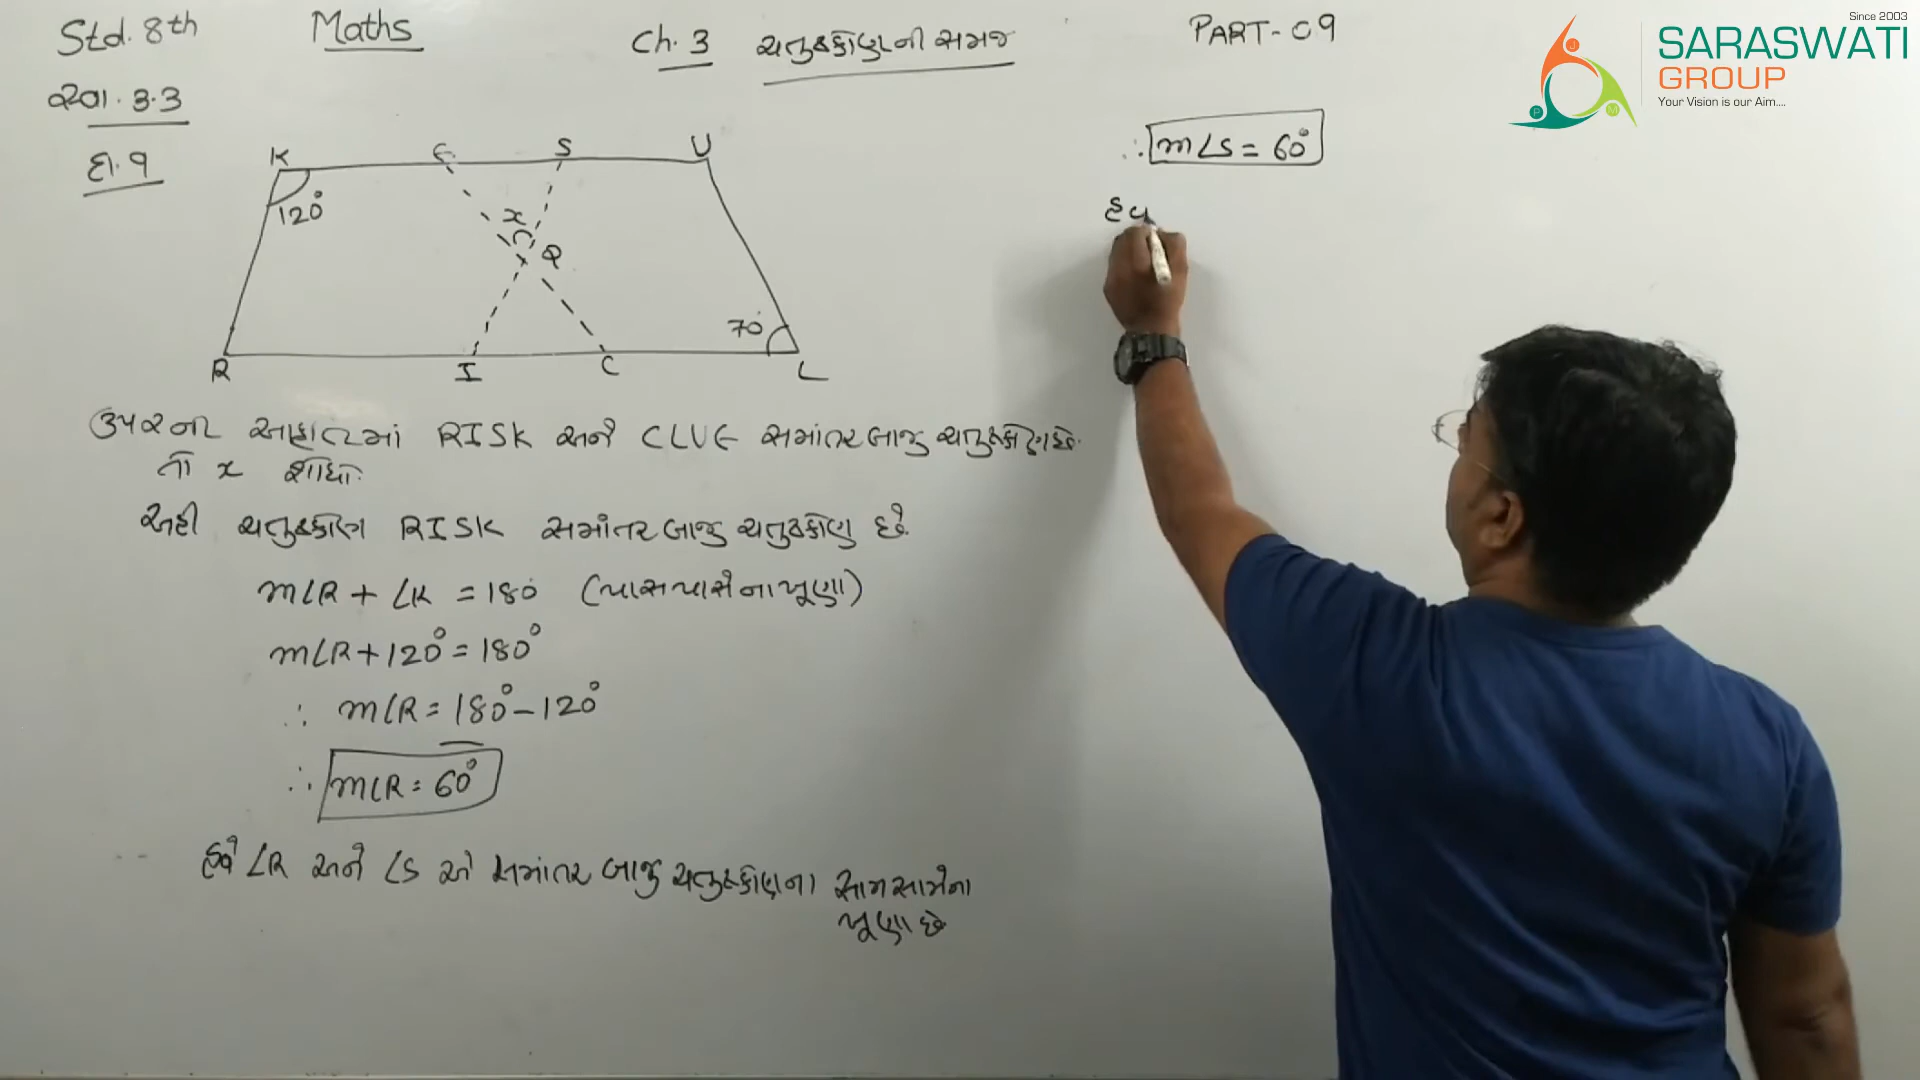 Std. 8th Maths Ch. 3 ચતુષ્કોણની સમજ PART-09
સ્વા. 3.3
દા. 9
K E S U
120°
x
Q
70°
R I C L
ઉપરની આકૃતિમાં RISK અને CLUE સમાંતરબાજુ ચતુષ્કોણ છે.
તો x શોધો.
અહીં ચતુષ્કોણ RISK સમાંતરબાજુ ચતુષ્કોણ છે.
m∠R + ∠K = 180° (પાસપાસેના ખૂણા)
m∠R + 120° = 180°
∴ m∠R = 180° - 120°
∴ m∠R = 60°
હવે ∠R અને ∠S એ સમાંતરબાજુ ચતુષ્કોણના સામસામેના
ખૂણા છે
∴ m∠S = 60°
હવ
Since 2003
SARASWATI
GROUP
Your Vision is our Aim....
J
P
M